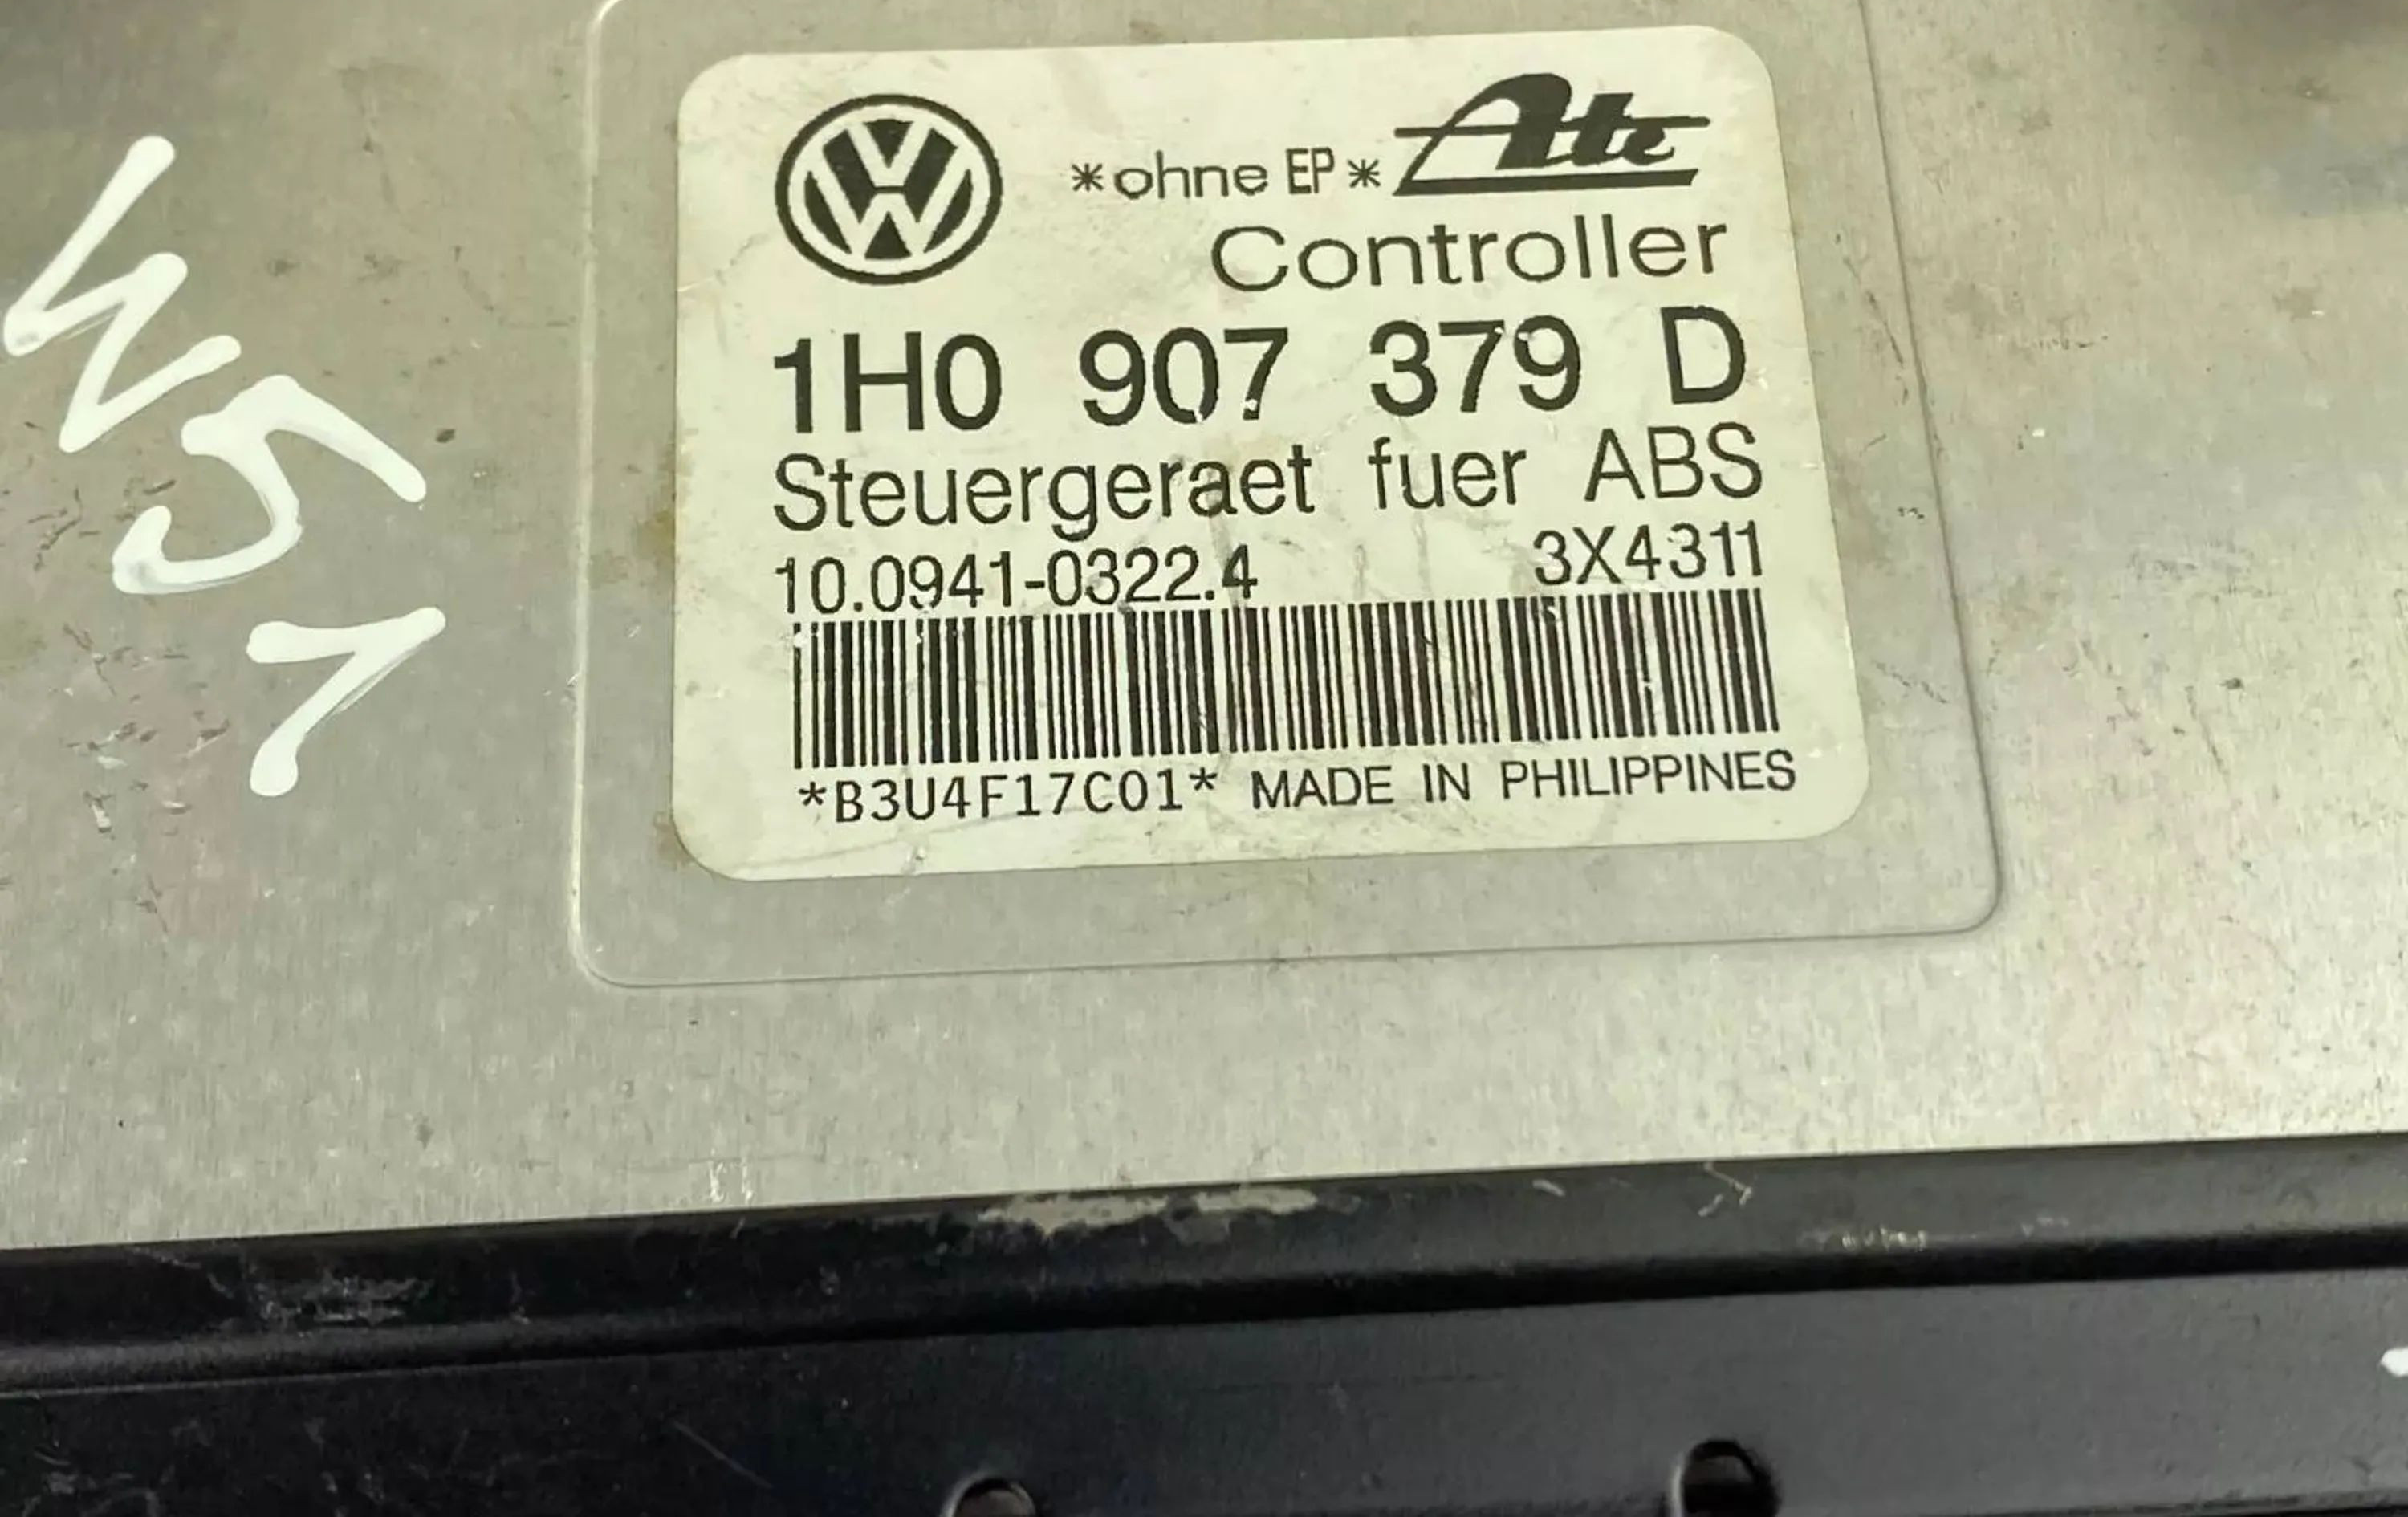 W51
*ohne EP* Ate
Controller
1H0 907 379 D
Steuergeraet fuer ABS
10.0941-0322.4 3X4311
*B3U4F17C01* MADE IN PHILIPPINES